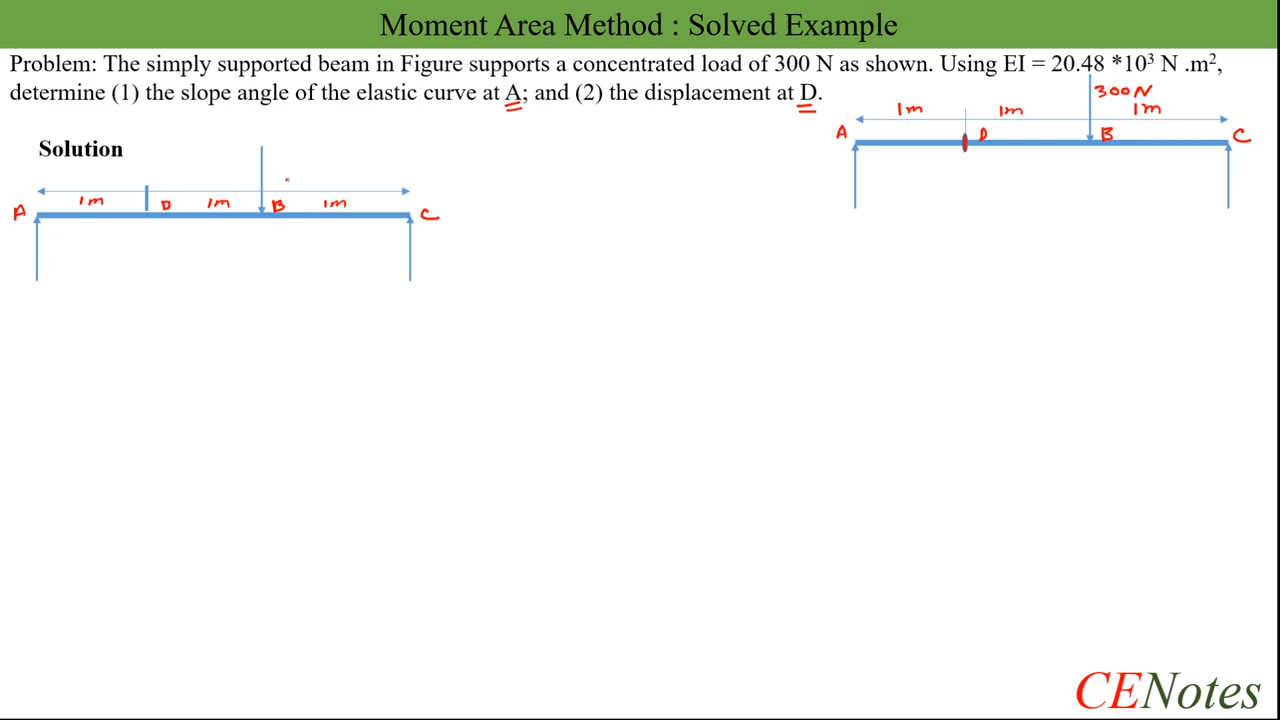 Moment Area Method : Solved Example
Problem: The simply supported beam in Figure supports a concentrated load of 300 N as shown. Using EI = 20.48 *10³ N .m²,
determine (1) the slope angle of the elastic curve at A; and (2) the displacement at D.
300N
1m 1m 1m
A D B C
Solution
1m 1m 1m
A D B C
CENotes